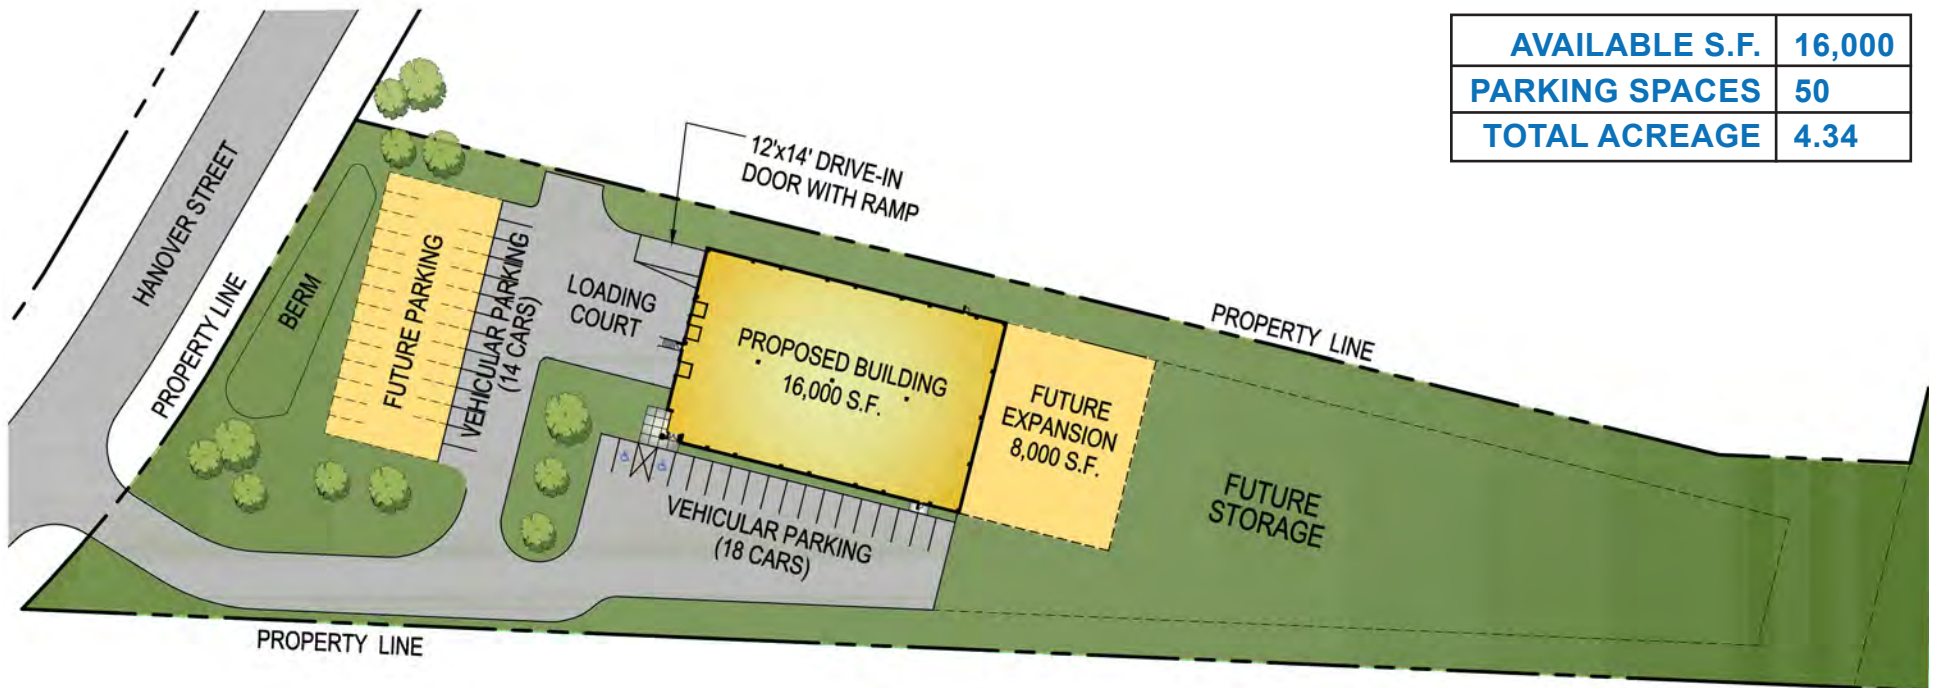 AVAILABLE S.F. 16,000
PARKING SPACES 50
TOTAL ACREAGE 4.34
12'x14' DRIVE-IN
DOOR WITH RAMP
HANOVER STREET
PROPERTY LINE
BERM
FUTURE PARKING
VEHICULAR PARKING
(14 CARS)
LOADING
COURT
PROPOSED BUILDING
16,000 S.F.
FUTURE
EXPANSION
8,000 S.F.
PROPERTY LINE
FUTURE
STORAGE
VEHICULAR PARKING
(18 CARS)
PROPERTY LINE